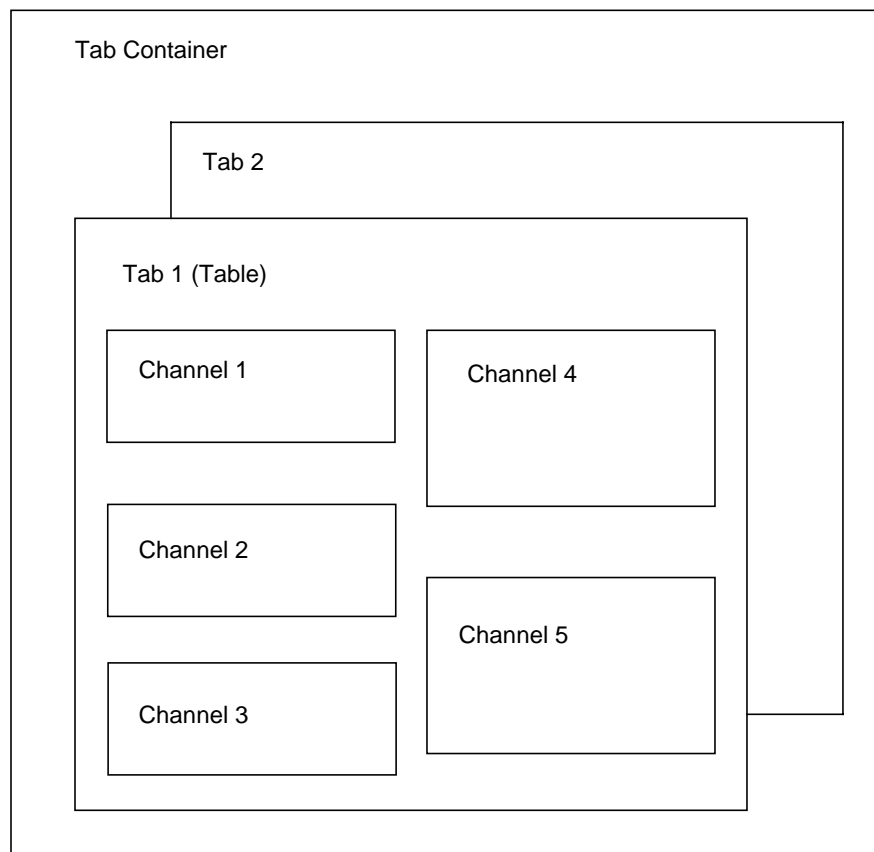 Tab Container
Tab 2
Tab 1 (Table)
Channel 1
Channel 2
Channel 3
Channel 4
Channel 5